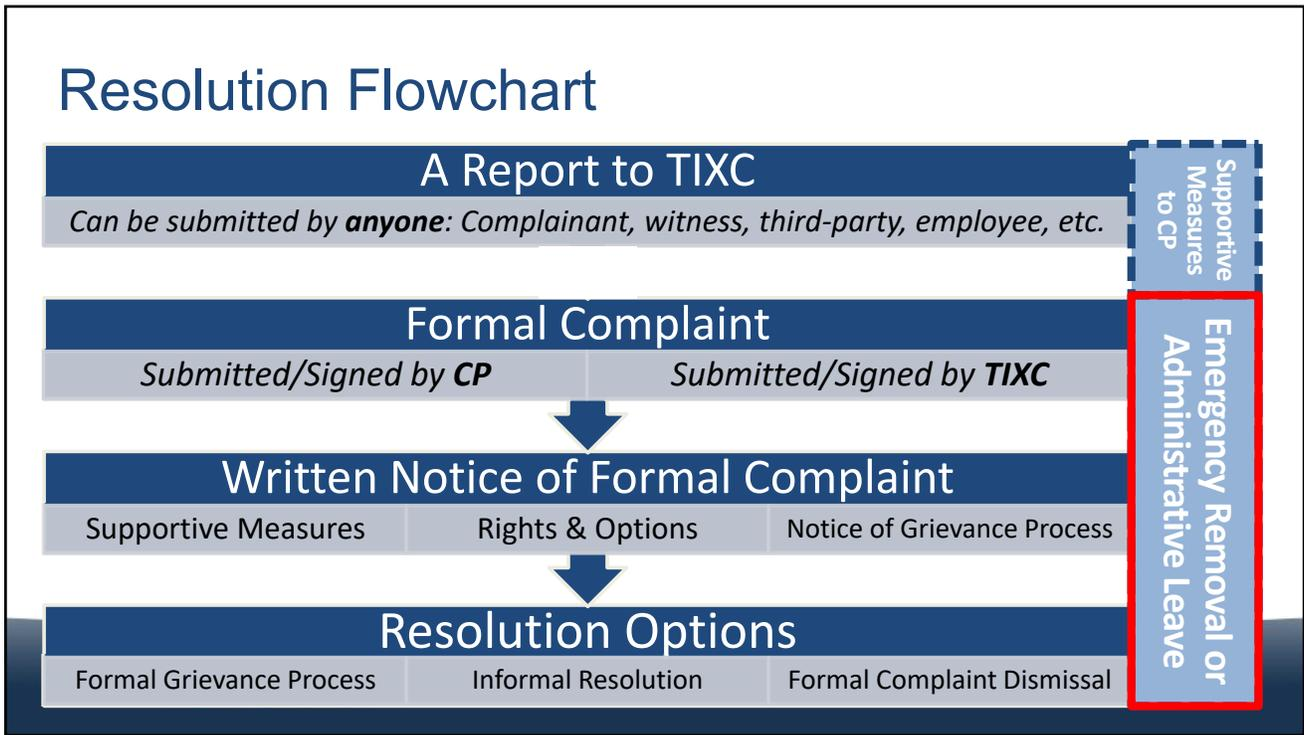 Resolution Flowchart
A Report to TIXC
Can be submitted by anyone: Complainant, witness, third-party, employee, etc.
Supportive
Measures
to CP
Formal Complaint
Submitted/Signed by CP
Submitted/Signed by TIXC
Written Notice of Formal Complaint
Supportive Measures
Rights & Options
Notice of Grievance Process
Resolution Options
Formal Grievance Process
Informal Resolution
Formal Complaint Dismissal
Emergency Removal or
Administrative Leave